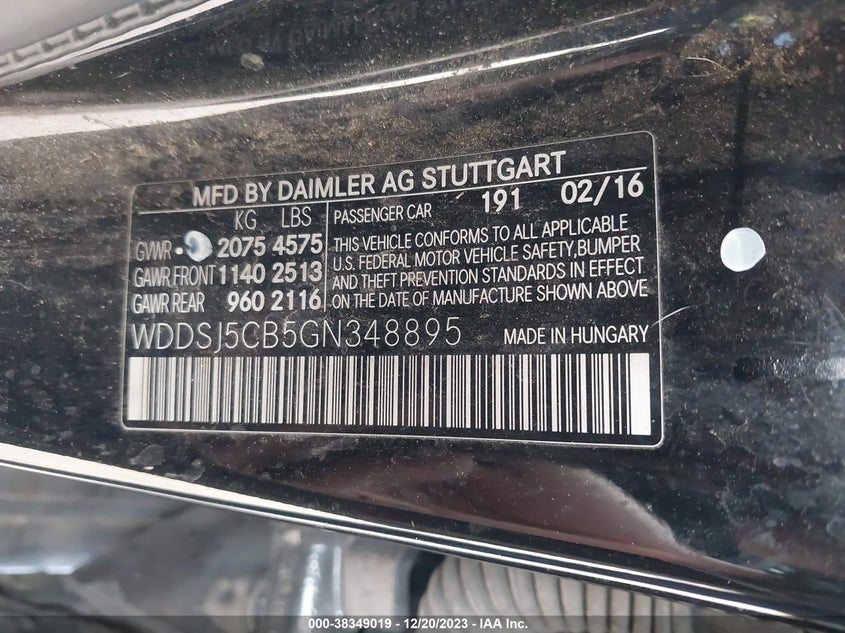 MFD BY DAIMLER AG STUTTGART
KG LBS
GVWR 2075 4575
GAWR FRONT 1140 2513
GAWR REAR 960 2116
PASSENGER CAR 191 02/16
THIS VEHICLE CONFORMS TO ALL APPLICABLE
U.S. FEDERAL MOTOR VEHICLE SAFETY,BUMPER
AND THEFT PREVENTION STANDARDS IN EFFECT
ON THE DATE OF MANUFACTURE SHOWN ABOVE
WDDSJ5CB5GN348895 MADE IN HUNGARY
000-38349019 - 12/20/2023 - IAA Inc.